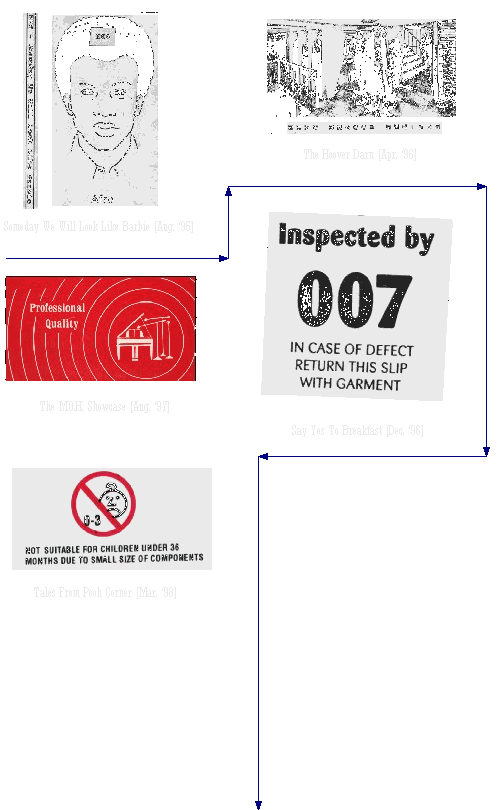 Someday We Will Look Like Barbie (Aug. '95)
The Hoover Darn (Apr. '96)
Inspected by
007
IN CASE OF DEFECT
RETURN THIS SLIP
WITH GARMENT
Say Yes To Breakfast (Dec. '96)
Professional
Quality
The M.O.H. Showcase (Aug. '97)
0-3
NOT SUITABLE FOR CHILDREN UNDER 36
MONTHS DUE TO SMALL SIZE OF COMPONENTS
Tales From Pooh Corner (Mar. '98)